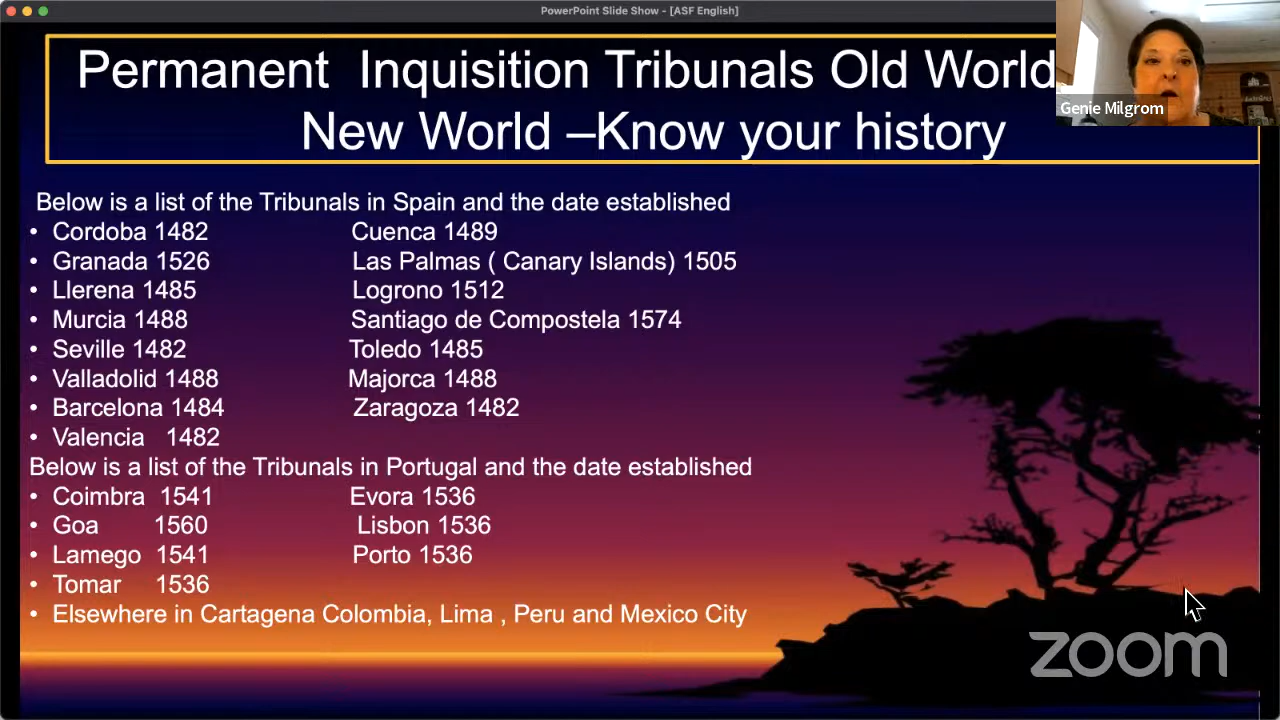 PowerPoint Slide Show - [ASF English]
Permanent Inquisition Tribunals Old World
New World –Know your history
Genie Milgrom
Below is a list of the Tribunals in Spain and the date established
• Cordoba 1482 Cuenca 1489
• Granada 1526 Las Palmas ( Canary Islands) 1505
• Llerena 1485 Logrono 1512
• Murcia 1488 Santiago de Compostela 1574
• Seville 1482 Toledo 1485
• Valladolid 1488 Majorca 1488
• Barcelona 1484 Zaragoza 1482
• Valencia 1482
Below is a list of the Tribunals in Portugal and the date established
• Coimbra 1541 Evora 1536
• Goa 1560 Lisbon 1536
• Lamego 1541 Porto 1536
• Tomar 1536
• Elsewhere in Cartagena Colombia, Lima , Peru and Mexico City
zoom